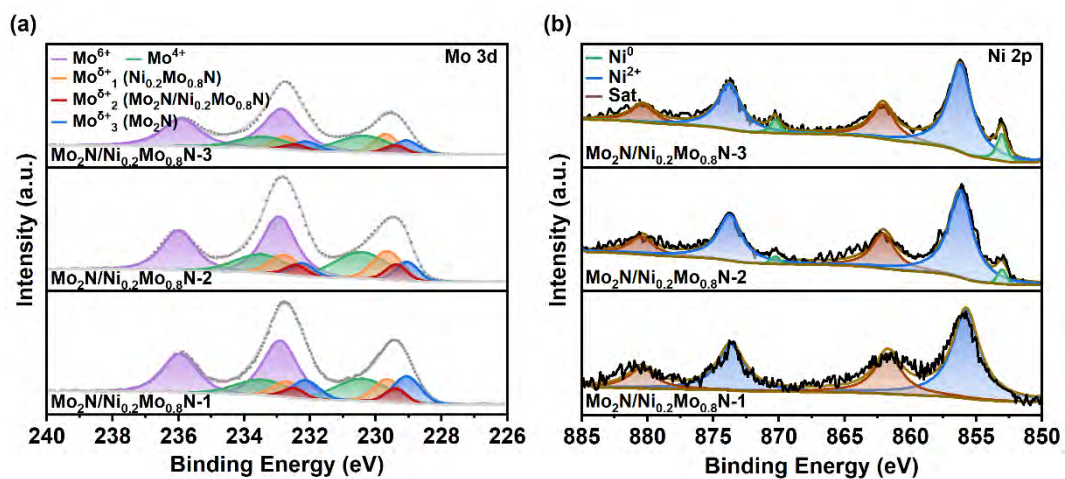 (a)
Mo 3d
Mo⁶⁺ Mo⁴⁺
Mo^δ+₁ (Ni₀.₂Mo₀.₈N)
Mo^δ+₂ (Mo₂N/Ni₀.₂Mo₀.₈N)
Mo^δ+₃ (Mo₂N)
Mo₂N/Ni₀.₂Mo₀.₈N-3
Mo₂N/Ni₀.₂Mo₀.₈N-2
Mo₂N/Ni₀.₂Mo₀.₈N-1
Intensity (a.u.)
240 238 236 234 232 230 228 226
Binding Energy (eV)
(b)
Ni 2p
Ni⁰
Ni²⁺
Sat.
Mo₂N/Ni₀.₂Mo₀.₈N-3
Mo₂N/Ni₀.₂Mo₀.₈N-2
Mo₂N/Ni₀.₂Mo₀.₈N-1
Intensity (a.u.)
885 880 875 870 865 860 855 850
Binding Energy (eV)